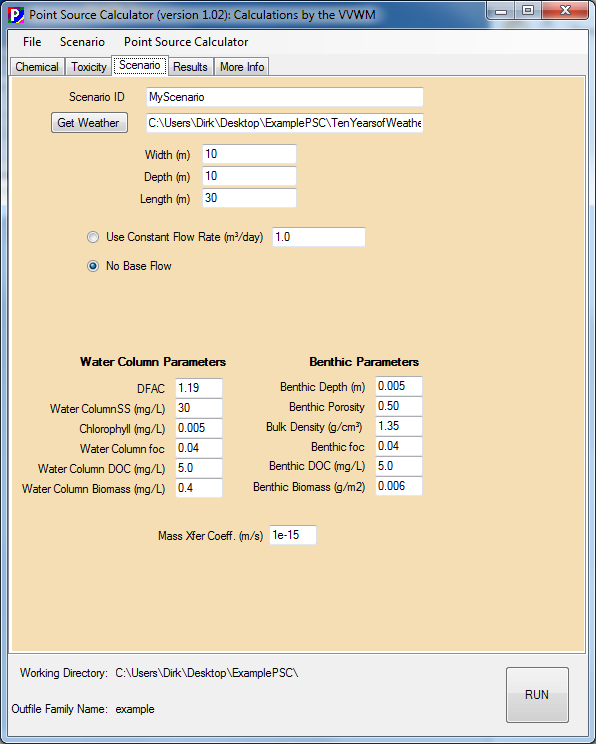 Point Source Calculator (version 1.02): Calculations by the VVWM
File Scenario Point Source Calculator
Chemical Toxicity Scenario Results More Info
Scenario ID MyScenario
Get Weather C:\Users\Dirk\Desktop\ExamplePSC\TenYearsofWeathe
Width (m) 10
Depth (m) 10
Length (m) 30
Use Constant Flow Rate (m³/day) 1.0
No Base Flow
Water Column Parameters
DFAC 1.19
Water ColumnSS (mg/L) 30
Chlorophyll (mg/L) 0.005
Water Column foc 0.04
Water Column DOC (mg/L) 5.0
Water Column Biomass (mg/L) 0.4
Benthic Parameters
Benthic Depth (m) 0.005
Benthic Porosity 0.50
Bulk Density (g/cm³) 1.35
Benthic foc 0.04
Benthic DOC (mg/L) 5.0
Benthic Biomass (g/m2) 0.006
Mass Xfer Coeff. (m/s) 1e-15
Working Directory: C:\Users\Dirk\Desktop\ExamplePSC\
Outfile Family Name: example
RUN